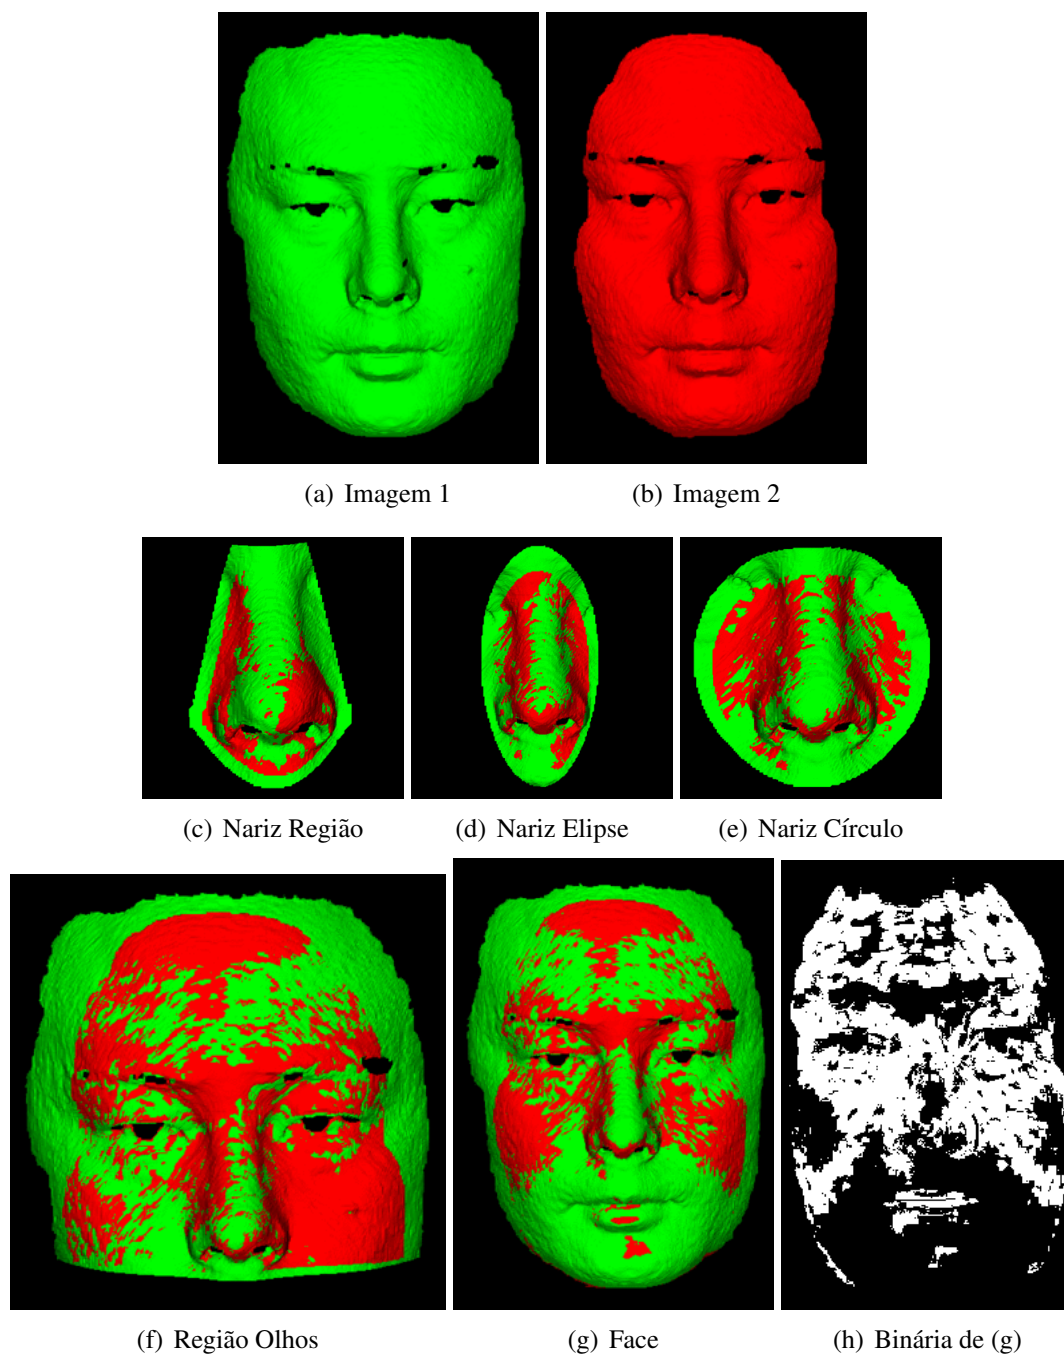 (a) Imagem 1
(b) Imagem 2
(c) Nariz Região
(d) Nariz Elipse
(e) Nariz Círculo
(f) Região Olhos
(g) Face
(h) Binária de (g)